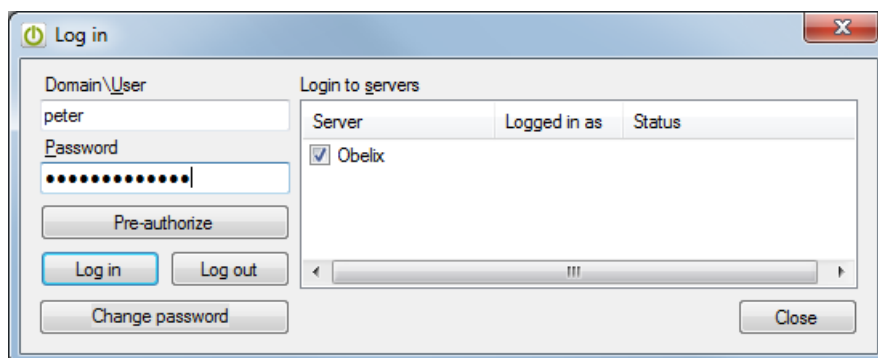 Log in
Domain\User
peter
Password
•••••••••••••
Pre-authorize
Log in Log out
Change password
Login to servers
Server Logged in as Status
Obelix
Close